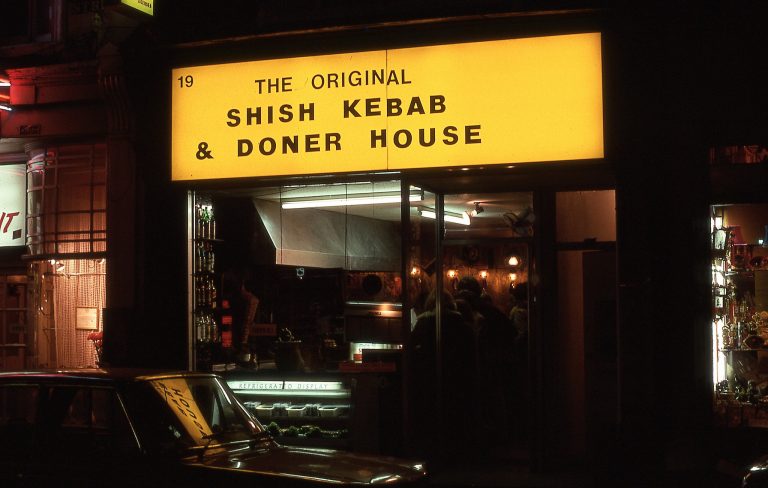 19
THE ORIGINAL
SHISH KEBAB
& DONER HOUSE
REFRIGERATED DISPLAY